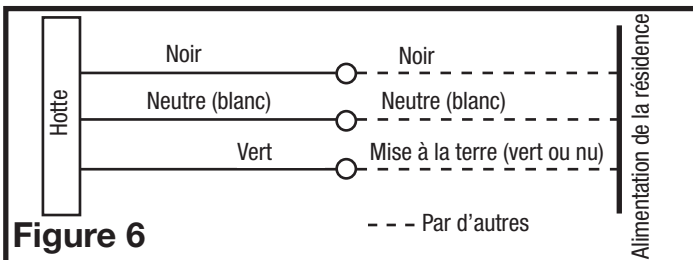 Hotte
Noir
Noir
Neutre (blanc)
Neutre (blanc)
Vert
Mise à la terre (vert ou nu)
Alimentation de la résidence
- - - Par d'autres
Figure 6